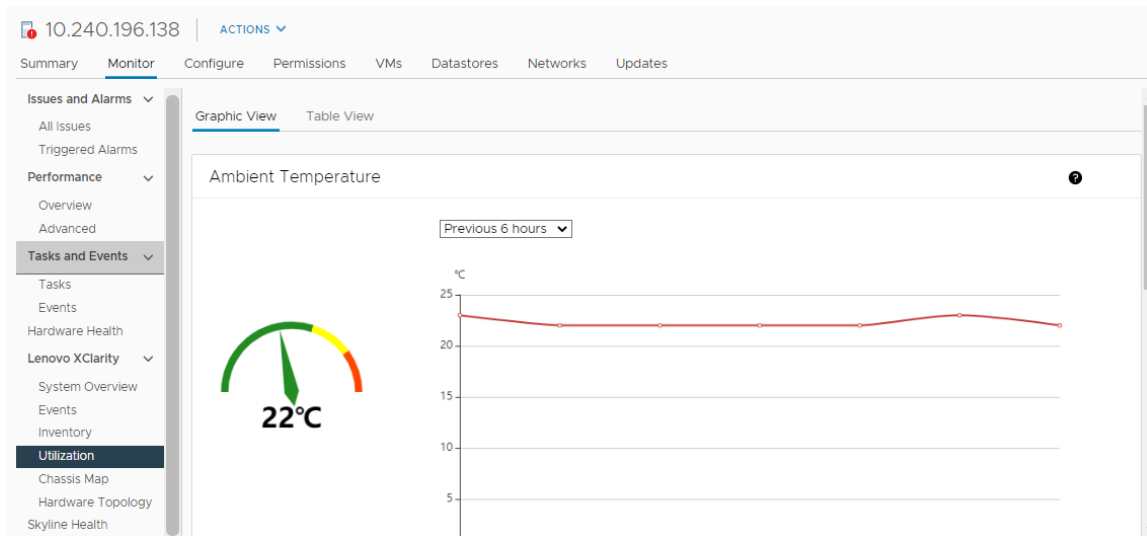 10.240.196.138 ACTIONS
Summary Monitor Configure Permissions VMs Datastores Networks Updates
Issues and Alarms
All Issues
Triggered Alarms
Performance
Overview
Advanced
Tasks and Events
Tasks
Events
Hardware Health
Lenovo XClarity
System Overview
Events
Inventory
Utilization
Chassis Map
Hardware Topology
Skyline Health
Graphic View Table View
Ambient Temperature ?
Previous 6 hours
22°C
°C
25
20
15
10
5